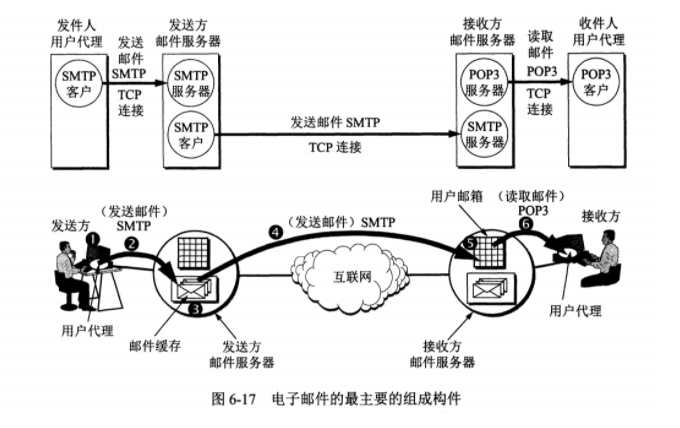 发件人
用户代理
发送
邮件
SMTP
TCP
连接
SMTP
客户
发送方
邮件服务器
SMTP
服务器
SMTP
客户
发送邮件 SMTP
TCP 连接
接收方
邮件服务器
POP3
服务器
SMTP
服务器
读取
邮件
POP3
TCP
连接
收件人
用户代理
POP3
客户
发送方
❶
(发送邮件)
SMTP
❷
❸
用户代理
邮件缓存
发送方
邮件服务器
❹
(发送邮件) SMTP
互联网
用户邮箱
❺
(读取邮件)
POP3
❻
接收方
用户代理
接收方
邮件服务器
图 6-17 电子邮件的最主要的组成构件